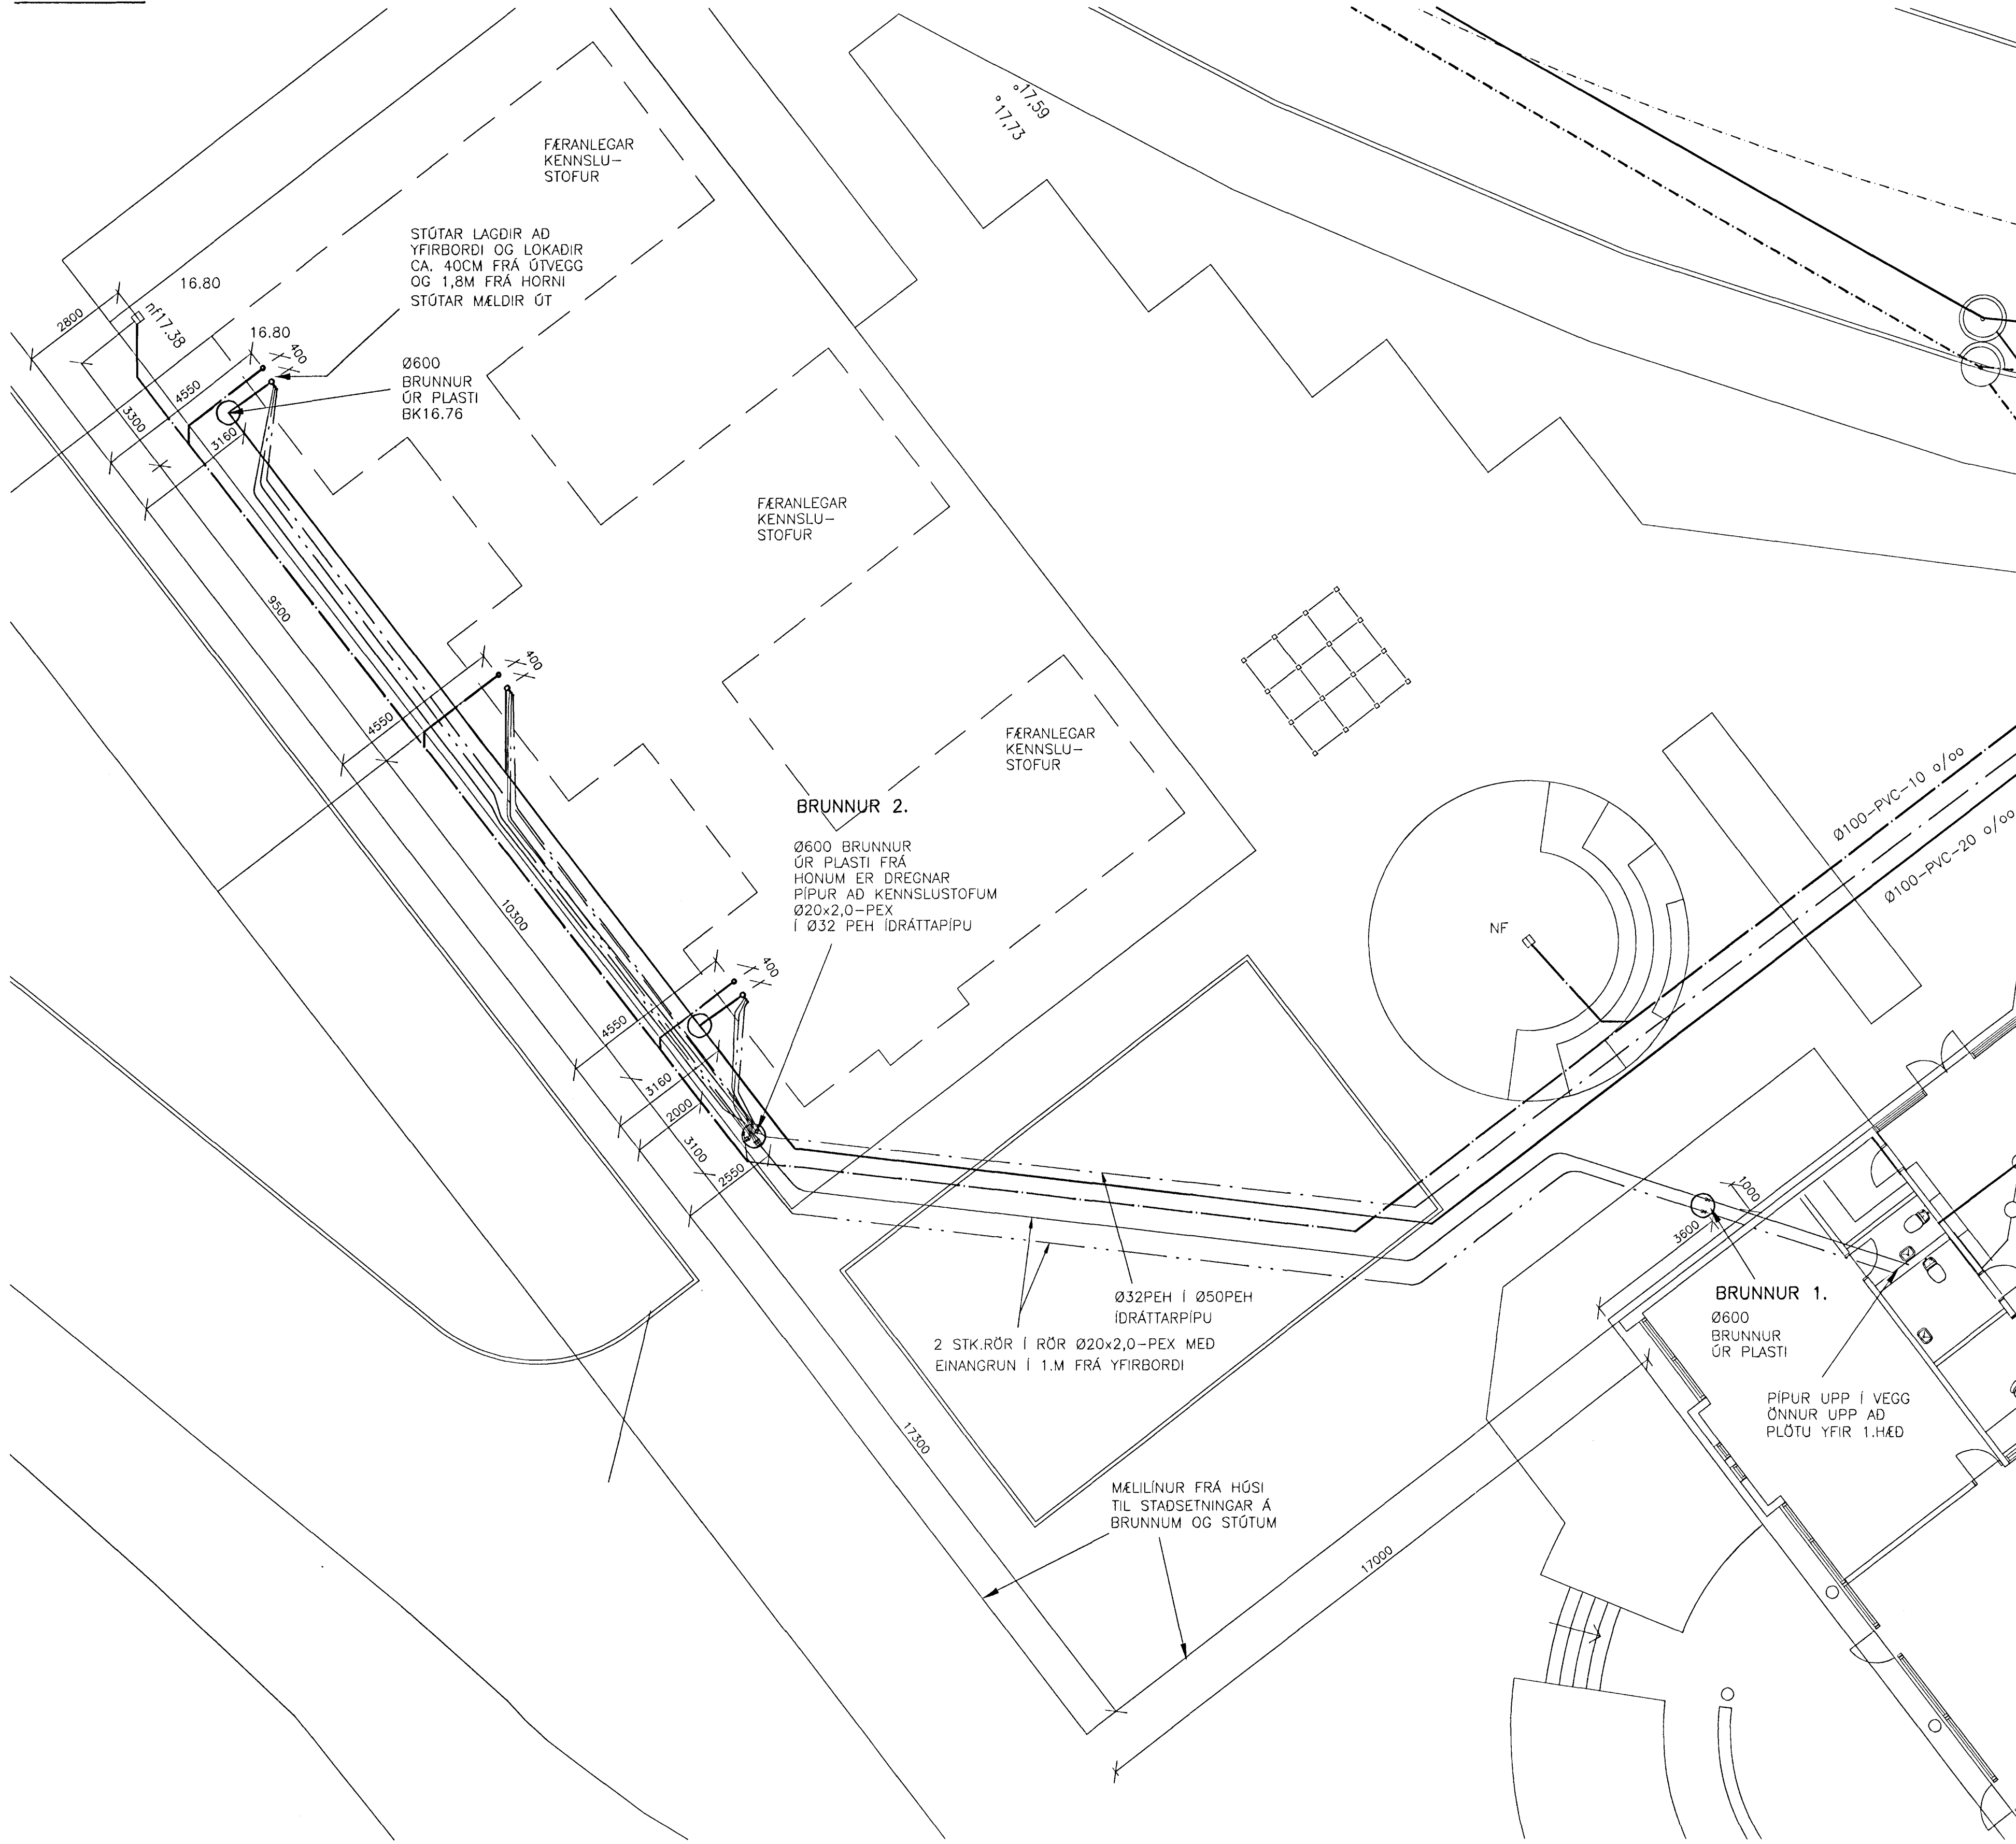 17,59
17,73
FÆRANLEGAR
KENNSLU-
STOFUR
STÚTAR LAGÐIR AÐ
YFIRBORÐI OG LOKAÐIR
CA. 40CM FRÁ ÚTVEGG
OG 1,8M FRÁ HORNI
STÚTAR MÆLDIR ÚT
16.80
2800
nf17.38
16.80
400
Ø600
BRUNNUR
ÚR PLASTI
BK16.76
4550
3300
3160
FÆRANLEGAR
KENNSLU-
STOFUR
9500
400
4550
FÆRANLEGAR
KENNSLU-
STOFUR
Ø100-PVC-10 o/oo
Ø100-PVC-20 o/oo
BRUNNUR 2.
Ø600 BRUNNUR
ÚR PLASTI FRÁ
HONUM ER DREGNAR
PÍPUR AÐ KENNSLUSTOFUM
Ø20x2,0-PEX
Í Ø32 PEH ÍDRÁTTAPÍPU
10300
NF
400
4550
3160
2000
3100
2550
1000
3600
BRUNNUR 1.
Ø600
BRUNNUR
ÚR PLASTI
Ø32PEH Í Ø50PEH
ÍDRÁTTARPÍPU
2 STK.RÖR Í RÖR Ø20x2,0-PEX MEÐ
EINANGRUN Í 1.M FRÁ YFIRBORÐI
PÍPUR UPP Í VEGG
ÖNNUR UPP AÐ
PLÖTU YFIR 1.HÆÐ
17300
MÆLILÍNUR FRÁ HÚSI
TIL STAÐSETNINGAR Á
BRUNNUM OG STÚTUM
17000